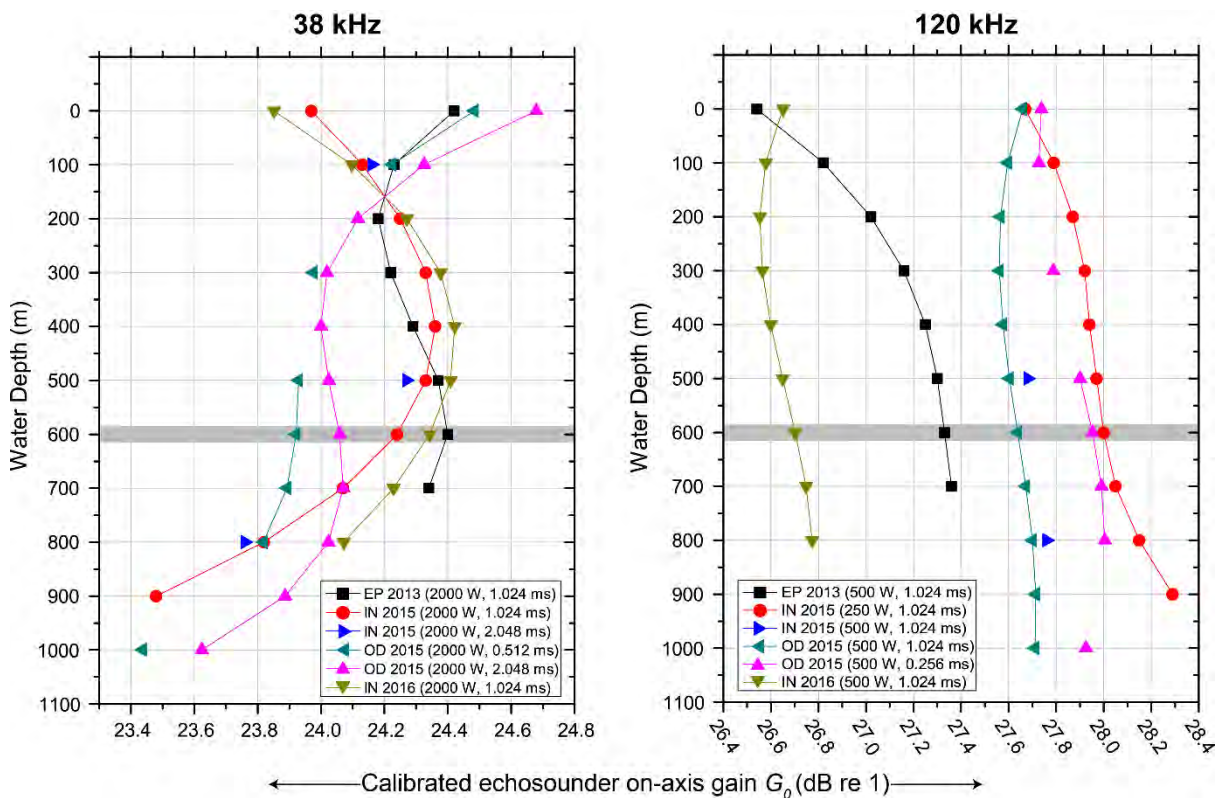 38 kHz
120 kHz
Water Depth (m)
0
100
200
300
400
500
600
700
800
900
1000
1100
23.4
23.6
23.8
24.0
24.2
24.4
24.6
24.8
EP 2013 (2000 W, 1.024 ms)
IN 2015 (2000 W, 1.024 ms)
IN 2015 (2000 W, 2.048 ms)
OD 2015 (2000 W, 0.512 ms)
OD 2015 (2000 W, 2.048 ms)
IN 2016 (2000 W, 1.024 ms)
Water Depth (m)
0
100
200
300
400
500
600
700
800
900
1000
1100
26.4
26.6
26.8
27.0
27.2
27.4
27.6
27.8
28.0
28.2
28.4
EP 2013 (500 W, 1.024 ms)
IN 2015 (250 W, 1.024 ms)
IN 2015 (500 W, 1.024 ms)
OD 2015 (500 W, 1.024 ms)
OD 2015 (500 W, 0.256 ms)
IN 2016 (500 W, 1.024 ms)
Calibrated echosounder on-axis gain G0 (dB re 1)